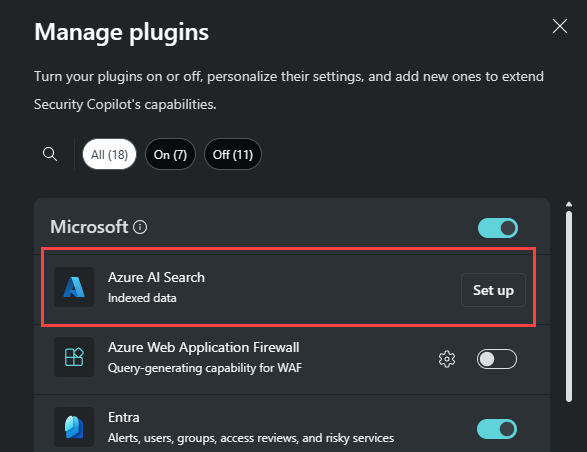 Manage plugins
Turn your plugins on or off, personalize their settings, and add new ones to extend
Security Copilot's capabilities.
All (18) On (7) Off (11)
Microsoft
Azure AI Search
Indexed data
Set up
Azure Web Application Firewall
Query-generating capability for WAF
Entra
Alerts, users, groups, access reviews, and risky services